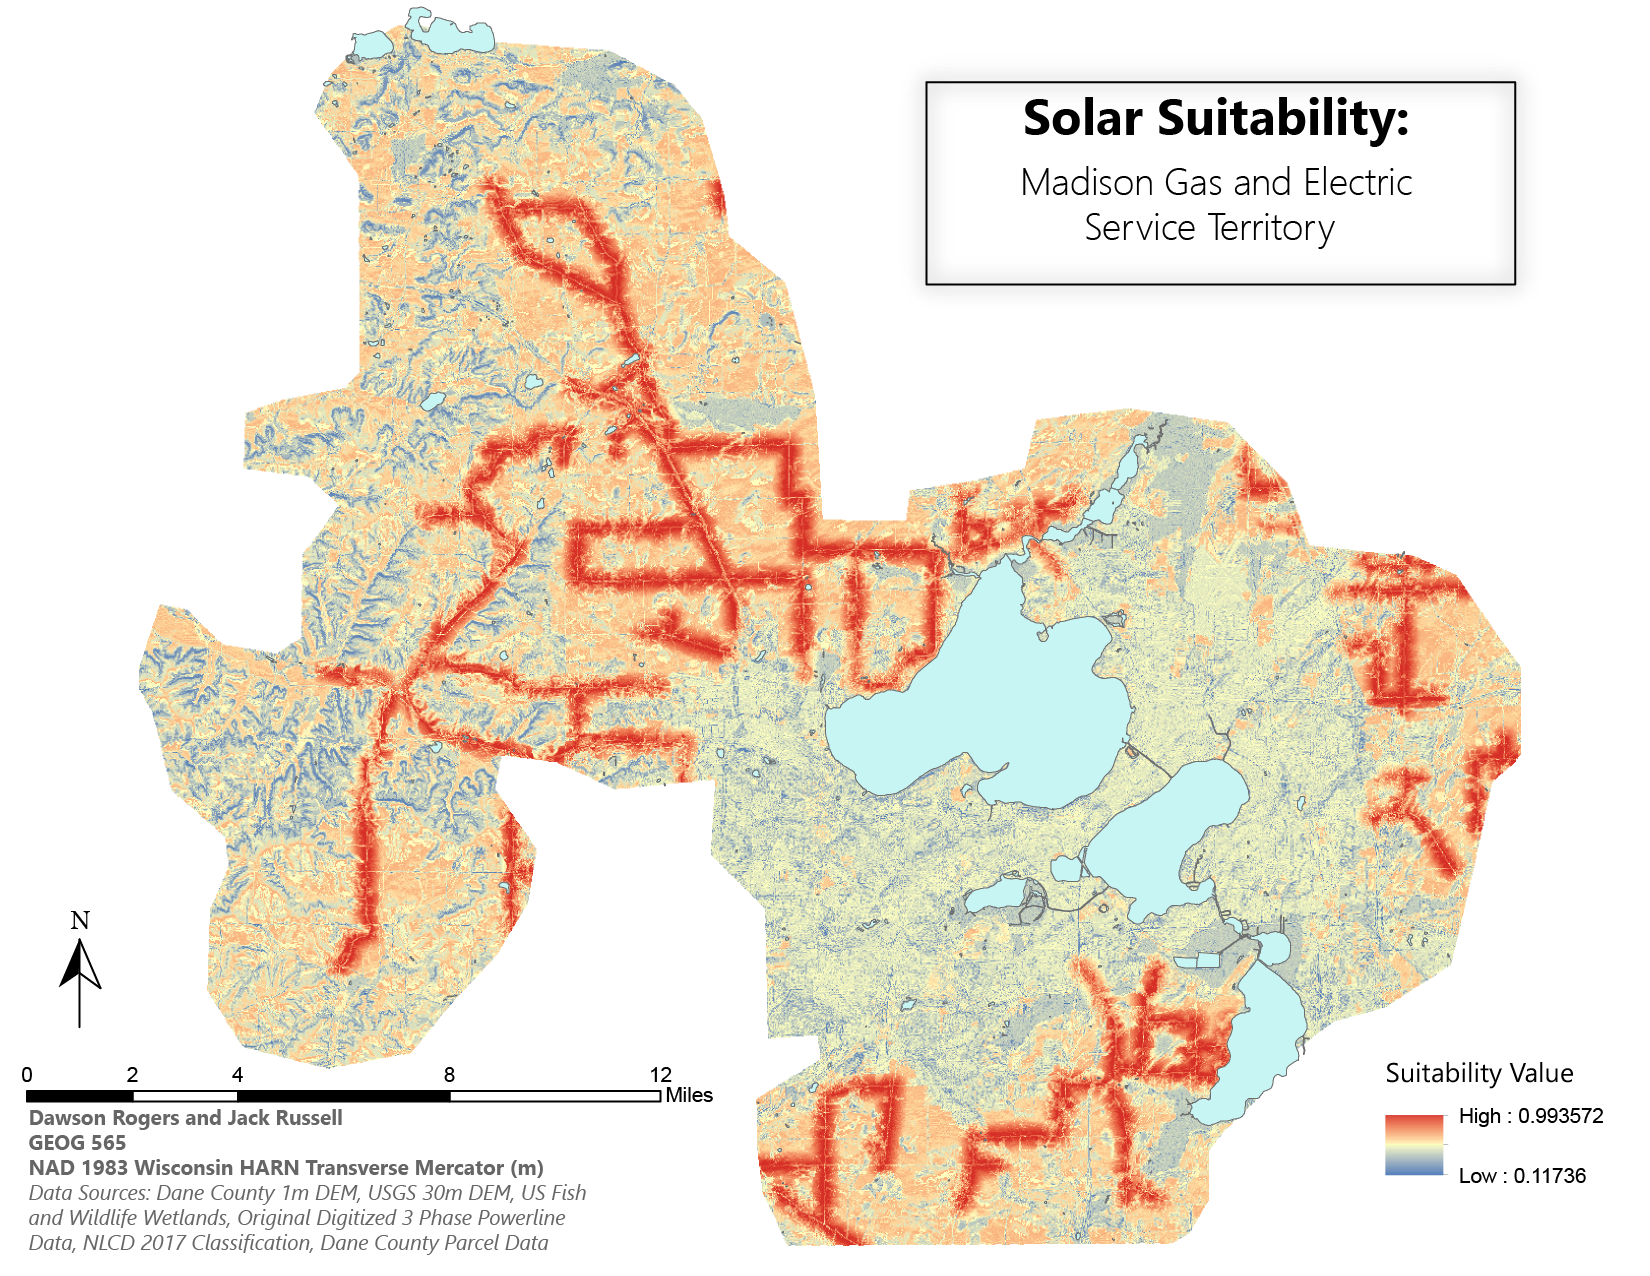 Solar Suitability:
Madison Gas and Electric
Service Territory
N
0 2 4 8 12
Miles
Dawson Rogers and Jack Russell
GEOG 565
NAD 1983 Wisconsin HARN Transverse Mercator (m)
Data Sources: Dane County 1m DEM, USGS 30m DEM, US Fish
and Wildlife Wetlands, Original Digitized 3 Phase Powerline
Data, NLCD 2017 Classification, Dane County Parcel Data
Suitability Value
High : 0.993572
Low : 0.11736